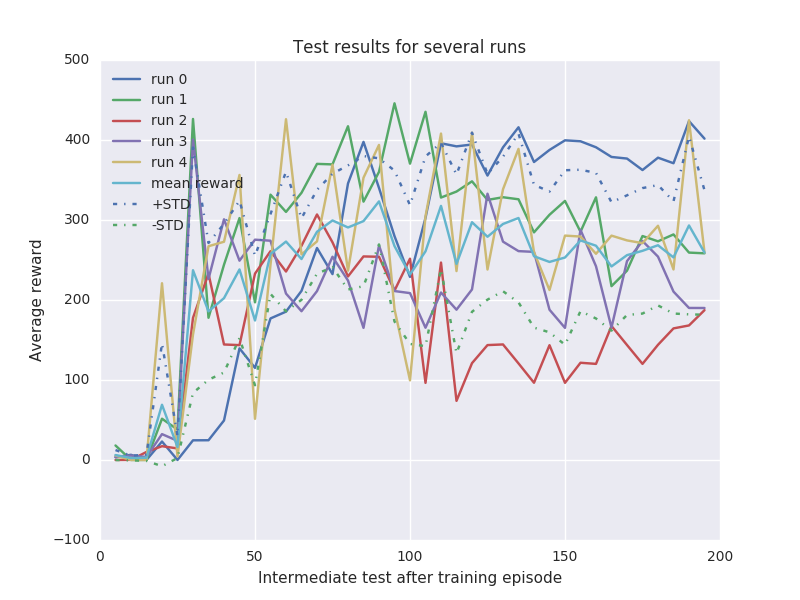 Test results for several runs
500
400
300
200
100
0
−100
run 0
run 1
run 2
run 3
run 4
mean reward
+STD
-STD
Average reward
0
50
100
150
200
Intermediate test after training episode